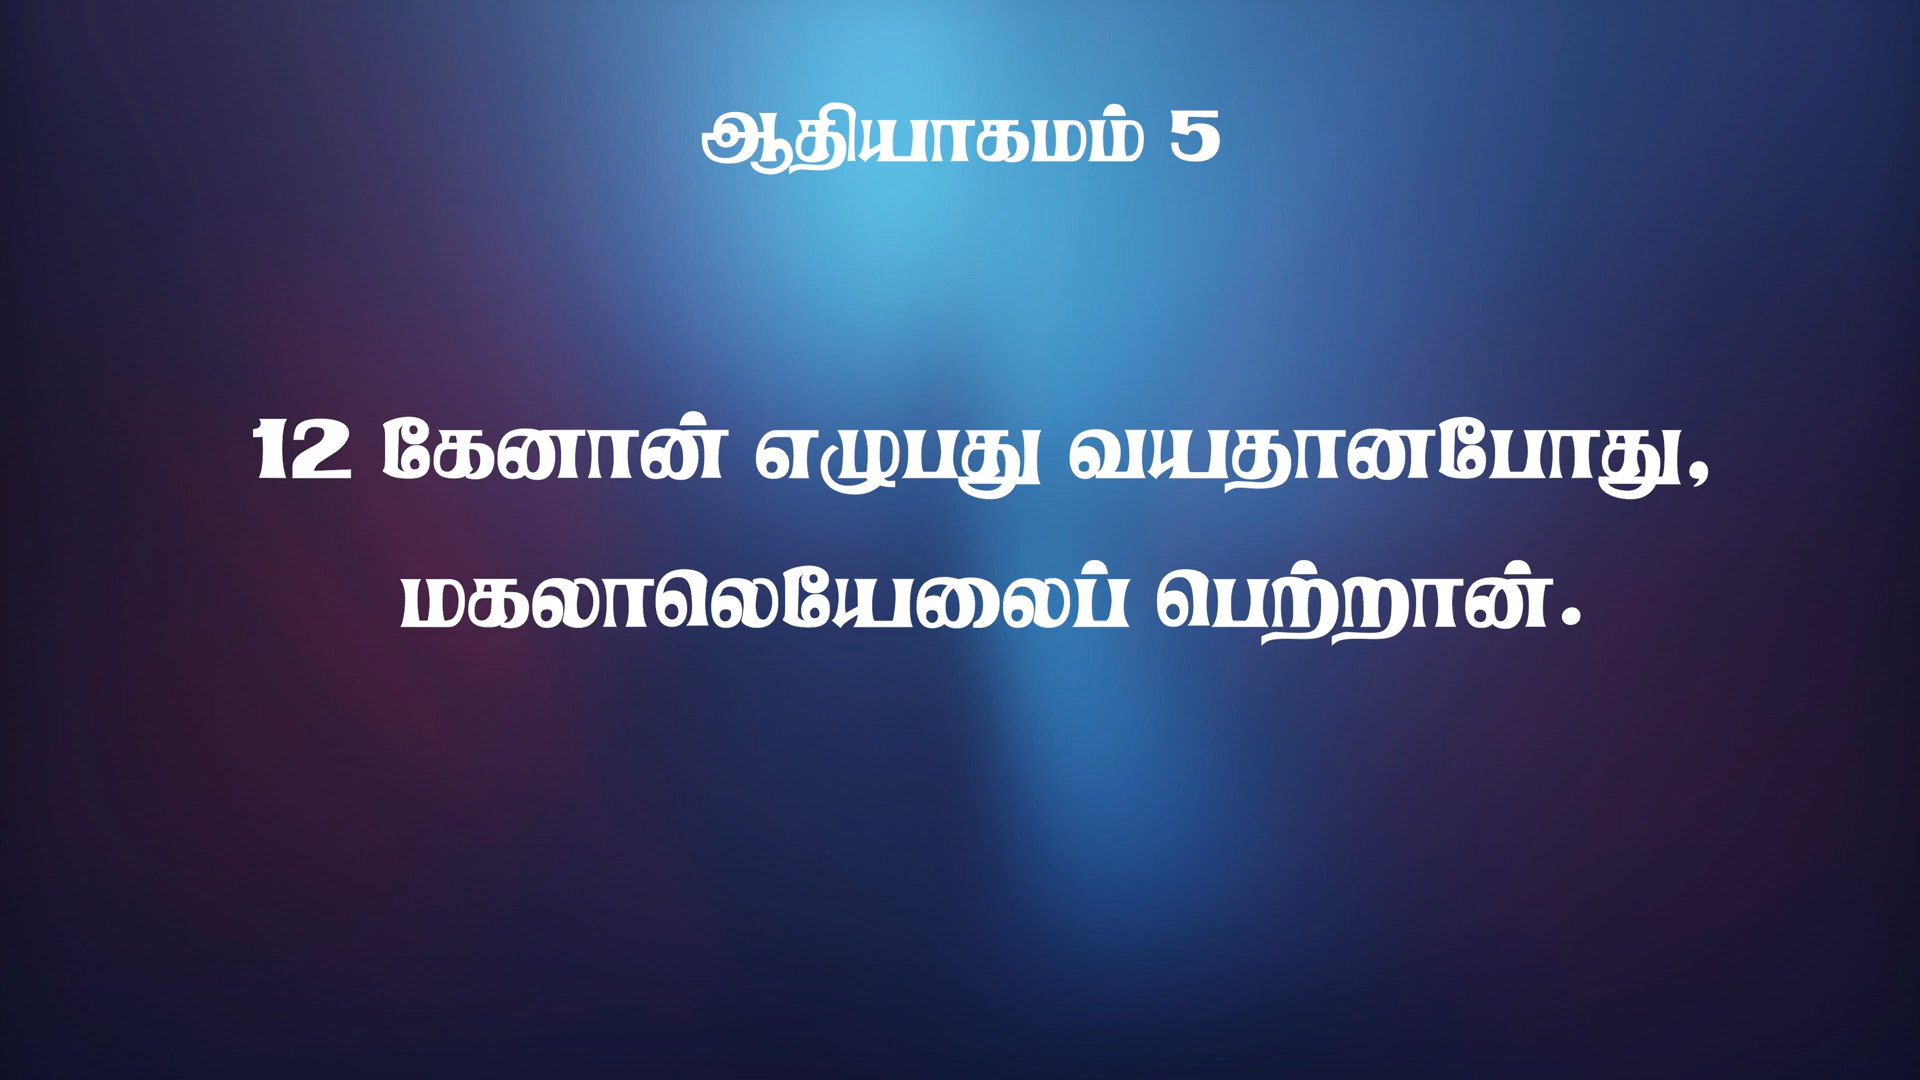 ஆதியாகமம் 5
12 கேனான் எழுபது வயதானபோது,
மகலாலெயேலைப் பெற்றான்.